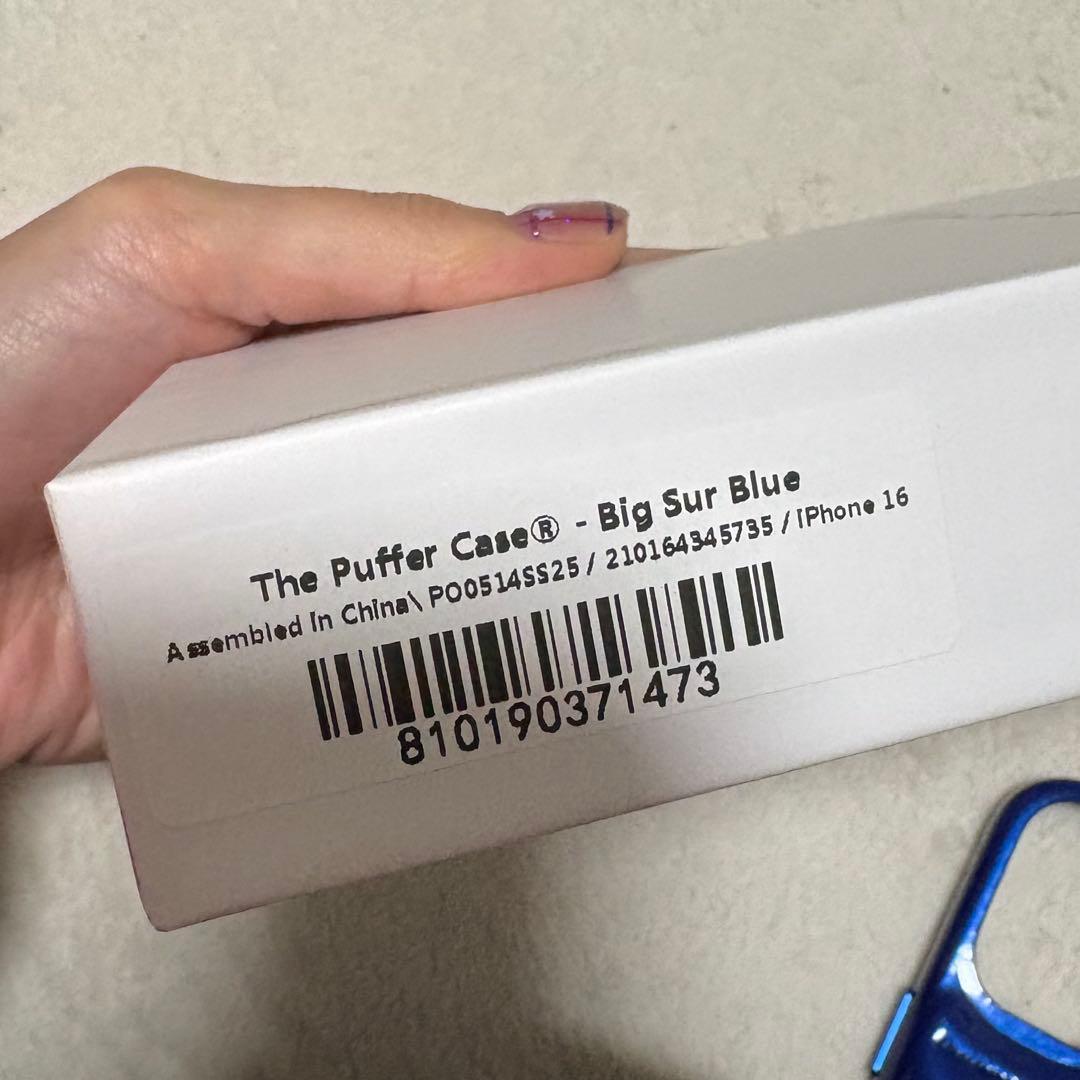 The Puffer Case® - Big Sur Blue
Assembled in China\ PO0514SS25 / 210164345735 / iPhone 16
810190371473